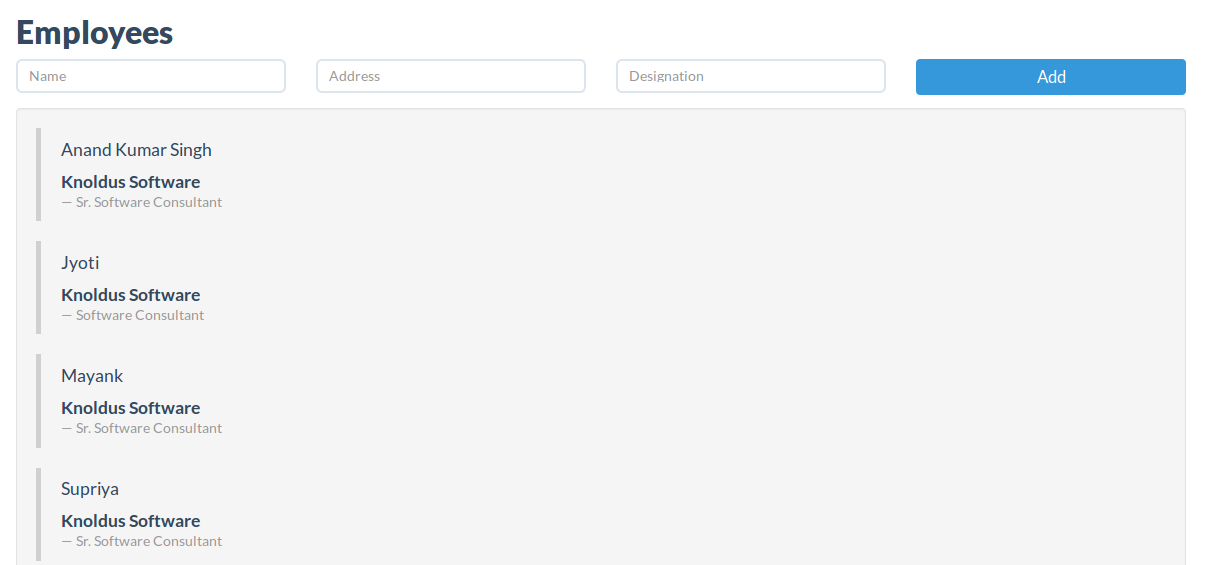 Employees
Name Address Designation Add
Anand Kumar Singh
Knoldus Software
— Sr. Software Consultant
Jyoti
Knoldus Software
— Software Consultant
Mayank
Knoldus Software
— Sr. Software Consultant
Supriya
Knoldus Software
— Sr. Software Consultant